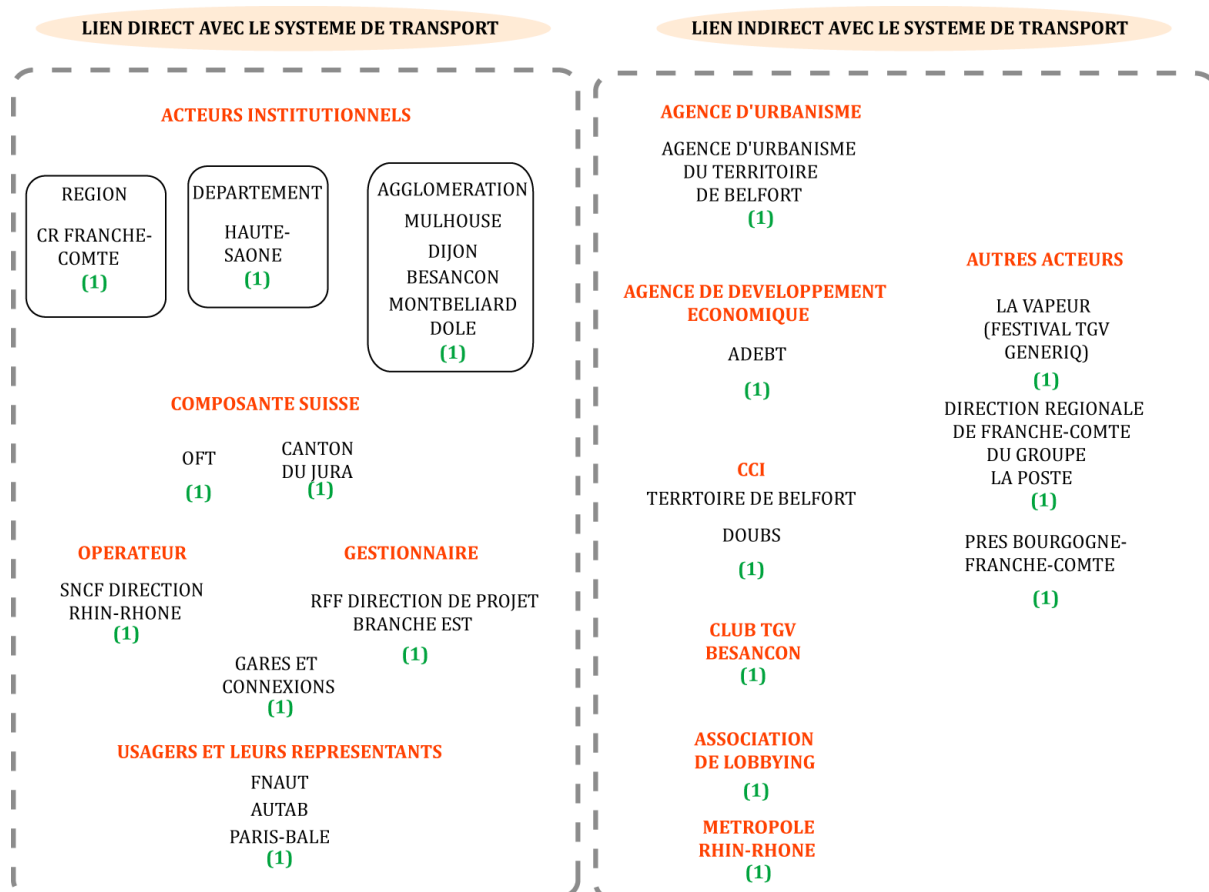 LIEN DIRECT AVEC LE SYSTEME DE TRANSPORT
ACTEURS INSTITUTIONNELS
REGION
CR FRANCHE-
COMTE
(1)
DEPARTEMENT
HAUTE-
SAONE
(1)
AGGLOMERATION
MULHOUSE
DIJON
BESANCON
MONTBELIARD
DOLE
(1)
COMPOSANTE SUISSE
OFT
(1)
CANTON
DU JURA
(1)
OPERATEUR
SNCF DIRECTION
RHIN-RHONE
(1)
GESTIONNAIRE
RFF DIRECTION DE PROJET
BRANCHE EST
(1)
GARES ET
CONNEXIONS
(1)
USAGERS ET LEURS REPRESENTANTS
FNAUT
AUTAB
PARIS-BALE
(1)
LIEN INDIRECT AVEC LE SYSTEME DE TRANSPORT
AGENCE D'URBANISME
AGENCE D'URBANISME
DU TERRITOIRE
DE BELFORT
(1)
AGENCE DE DEVELOPPEMENT
ECONOMIQUE
ADEBT
(1)
CCI
TERRTOIRE DE BELFORT
DOUBS
(1)
CLUB TGV
BESANCON
(1)
ASSOCIATION
DE LOBBYING
(1)
METROPOLE
RHIN-RHONE
(1)
AUTRES ACTEURS
LA VAPEUR
(FESTIVAL TGV
GENERIQ)
(1)
DIRECTION REGIONALE
DE FRANCHE-COMTE
DU GROUPE
LA POSTE
(1)
PRES BOURGOGNE-
FRANCHE-COMTE
(1)